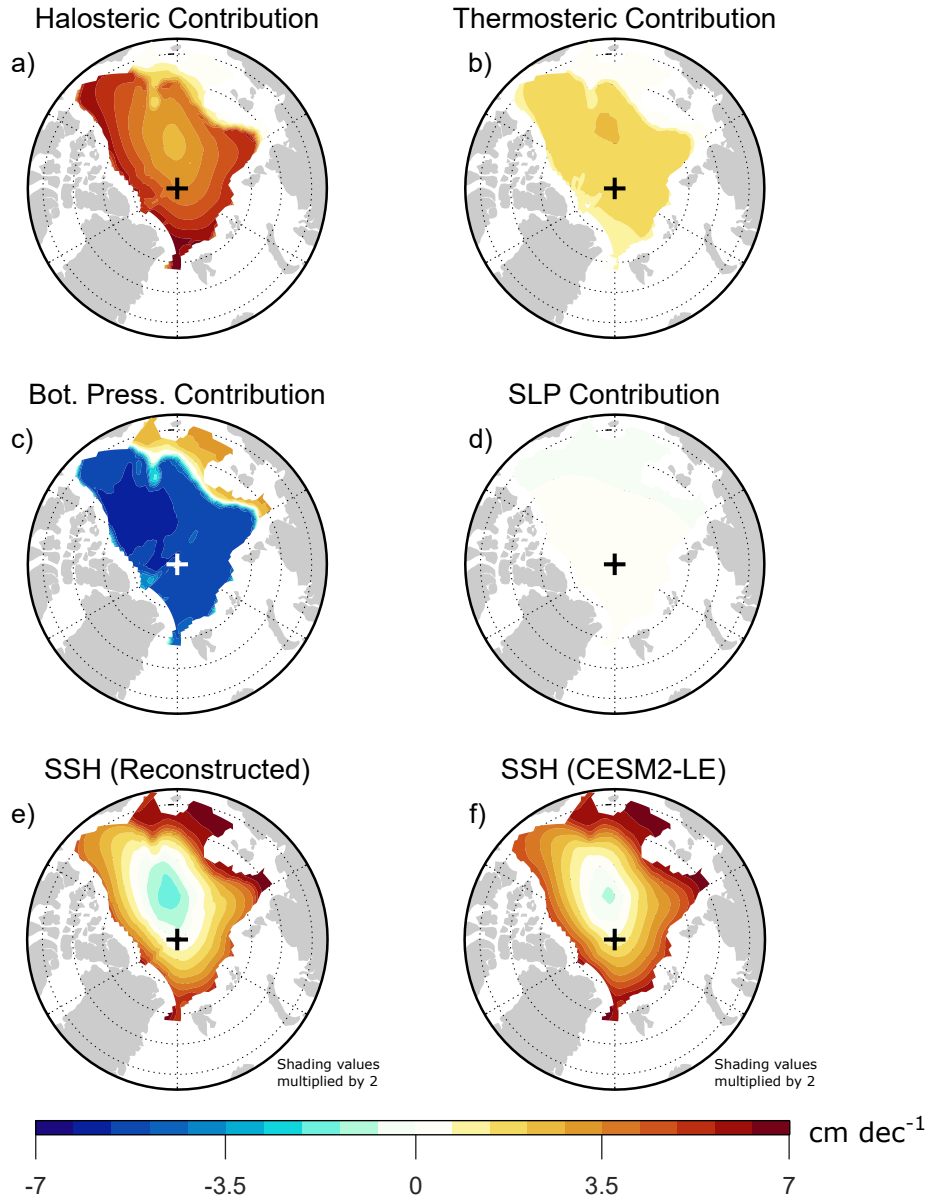 Halosteric Contribution
Thermosteric Contribution
a)
b)
Bot. Press. Contribution
SLP Contribution
c)
d)
SSH (Reconstructed)
SSH (CESM2-LE)
e)
f)
Shading values
multiplied by 2
Shading values
multiplied by 2
cm dec⁻¹
-7 -3.5 0 3.5 7